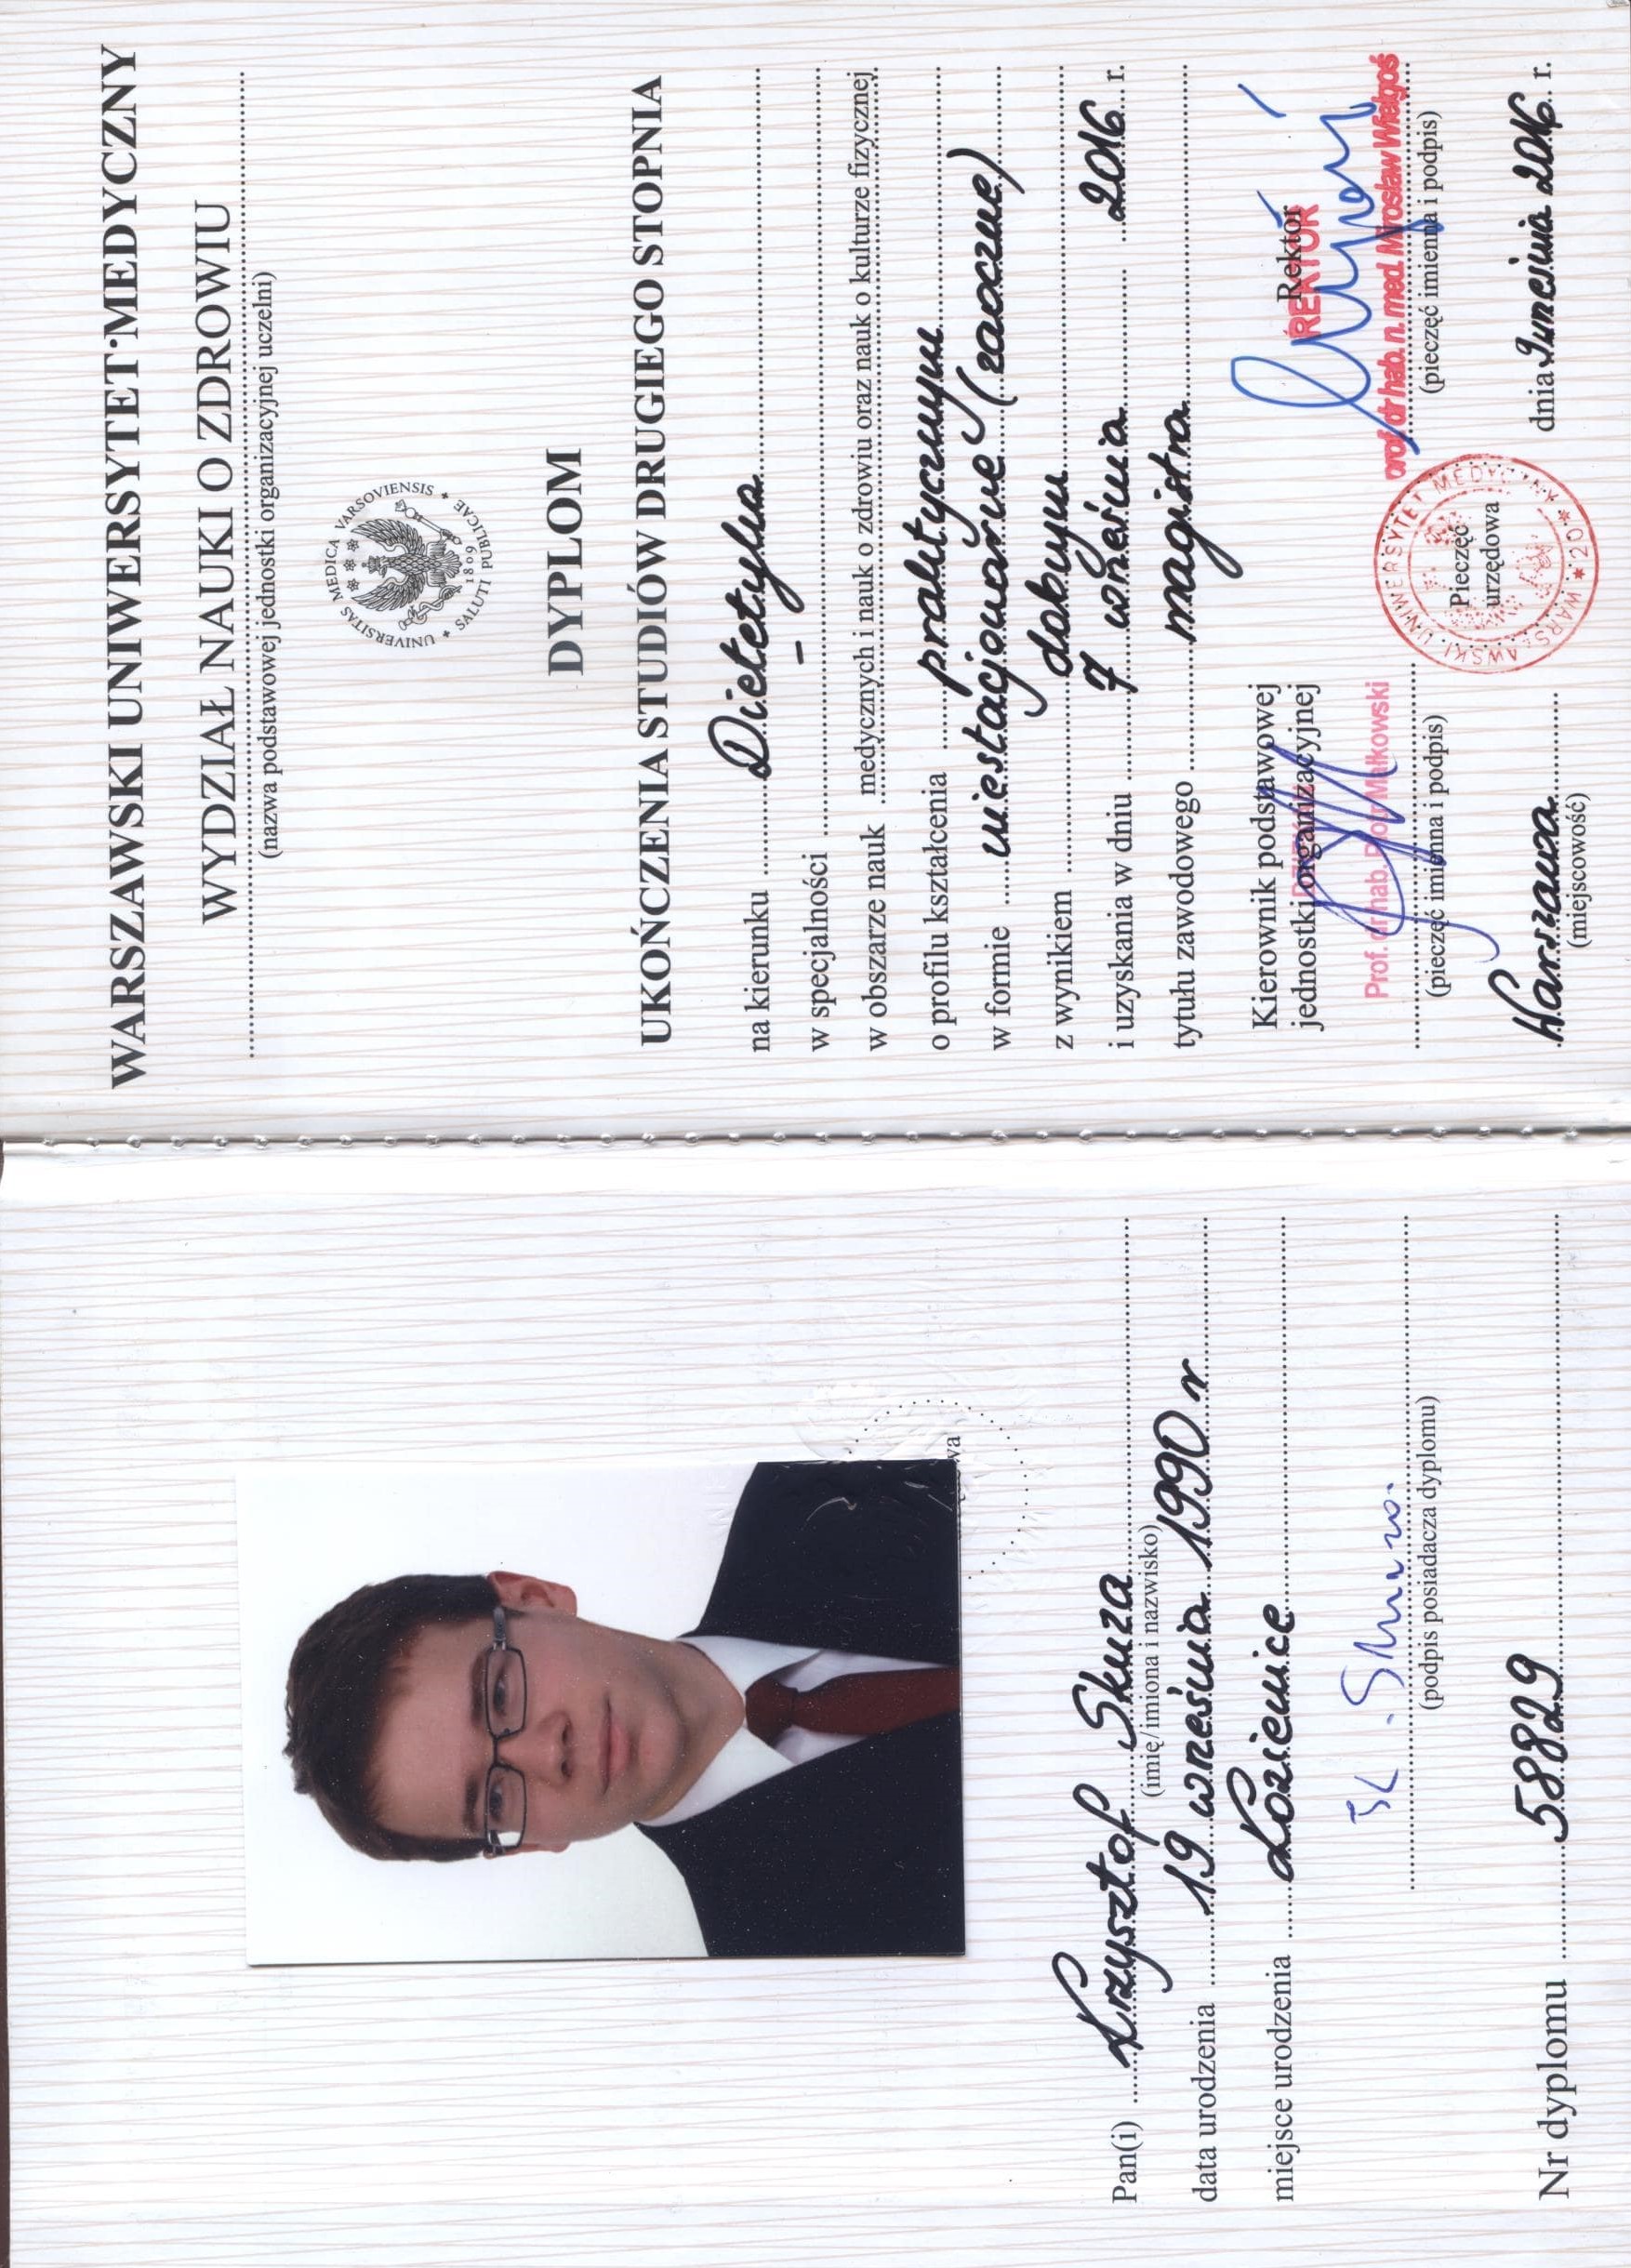 urzędowa
Pan(i) Krzysztof Skuza
(imię/imiona i nazwisko)
data urodzenia 19 września 1990 r
miejsce urodzenia Kozienice
K. Skuza
(podpis posiadacza dyplomu)
Nr dyplomu 58829
WARSZAWSKI UNIWERSYTET MEDYCZNY
WYDZIAŁ NAUKI O ZDROWIU
(nazwa podstawowej jednostki organizacyjnej uczelni)
UNIVERSITAS MEDICA VARSOVIENSIS
1809
SALUTI PUBLICAE
DYPLOM
UKOŃCZENIA STUDIÓW DRUGIEGO STOPNIA
na kierunku Dietetyka
w specjalności –
w obszarze nauk medycznych i nauk o zdrowiu oraz nauk o kulturze fizycznej
o profilu kształcenia praktycznym
w formie niestacjonarne (zaoczne)
z wynikiem dobrym
i uzyskania w dniu 7 września 2016 r.
tytułu zawodowego magistra
Kierownik podstawowej
jednostki organizacyjnej
DZIEKAN
Prof. dr hab. Piotr Małkowski
(pieczęć imienna i podpis)
Rektor
REKTOR
prof. dr hab. n. med. Mirosław Wielgoś
(pieczęć imienna i podpis)
WARSZAWSKI UNIWERSYTET MEDYCZNY * 20 *
Pieczęć
urzędowa
Warszawa
(miejscowość)
dnia 9 września 2016 r.